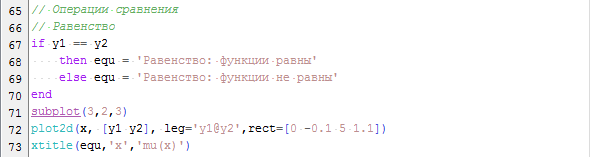 65 // Операции сравнения
66 // Равенство
67 if y1 == y2
68     then equ = 'Равенство: функции равны'
69     else equ = 'Равенство: функции не равны'
70 end
71 subplot(3,2,3)
72 plot2d(x, [y1 y2], leg='y1@y2',rect=[0 -0.1 5 1.1])
73 xtitle(equ,'x','mu(x)')